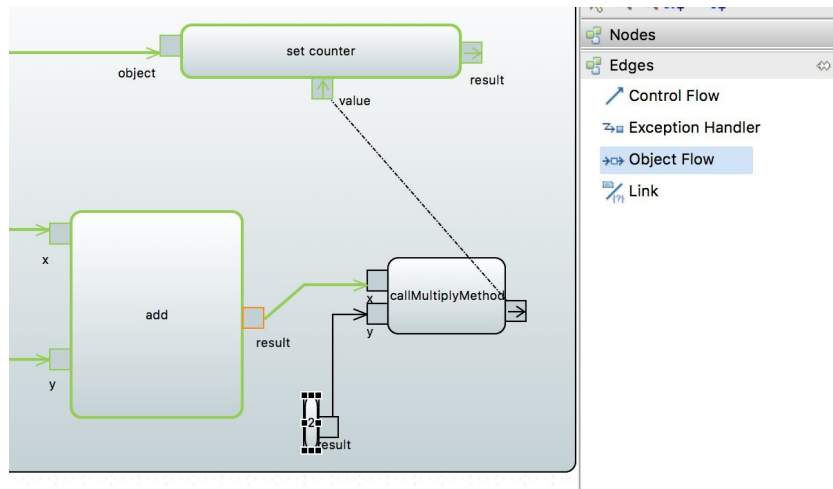 Nodes
Edges
Control Flow
Exception Handler
Object Flow
Link
set counter
object
result
value
x
add
result
y
x
callMultiplyMethod
y
2
result